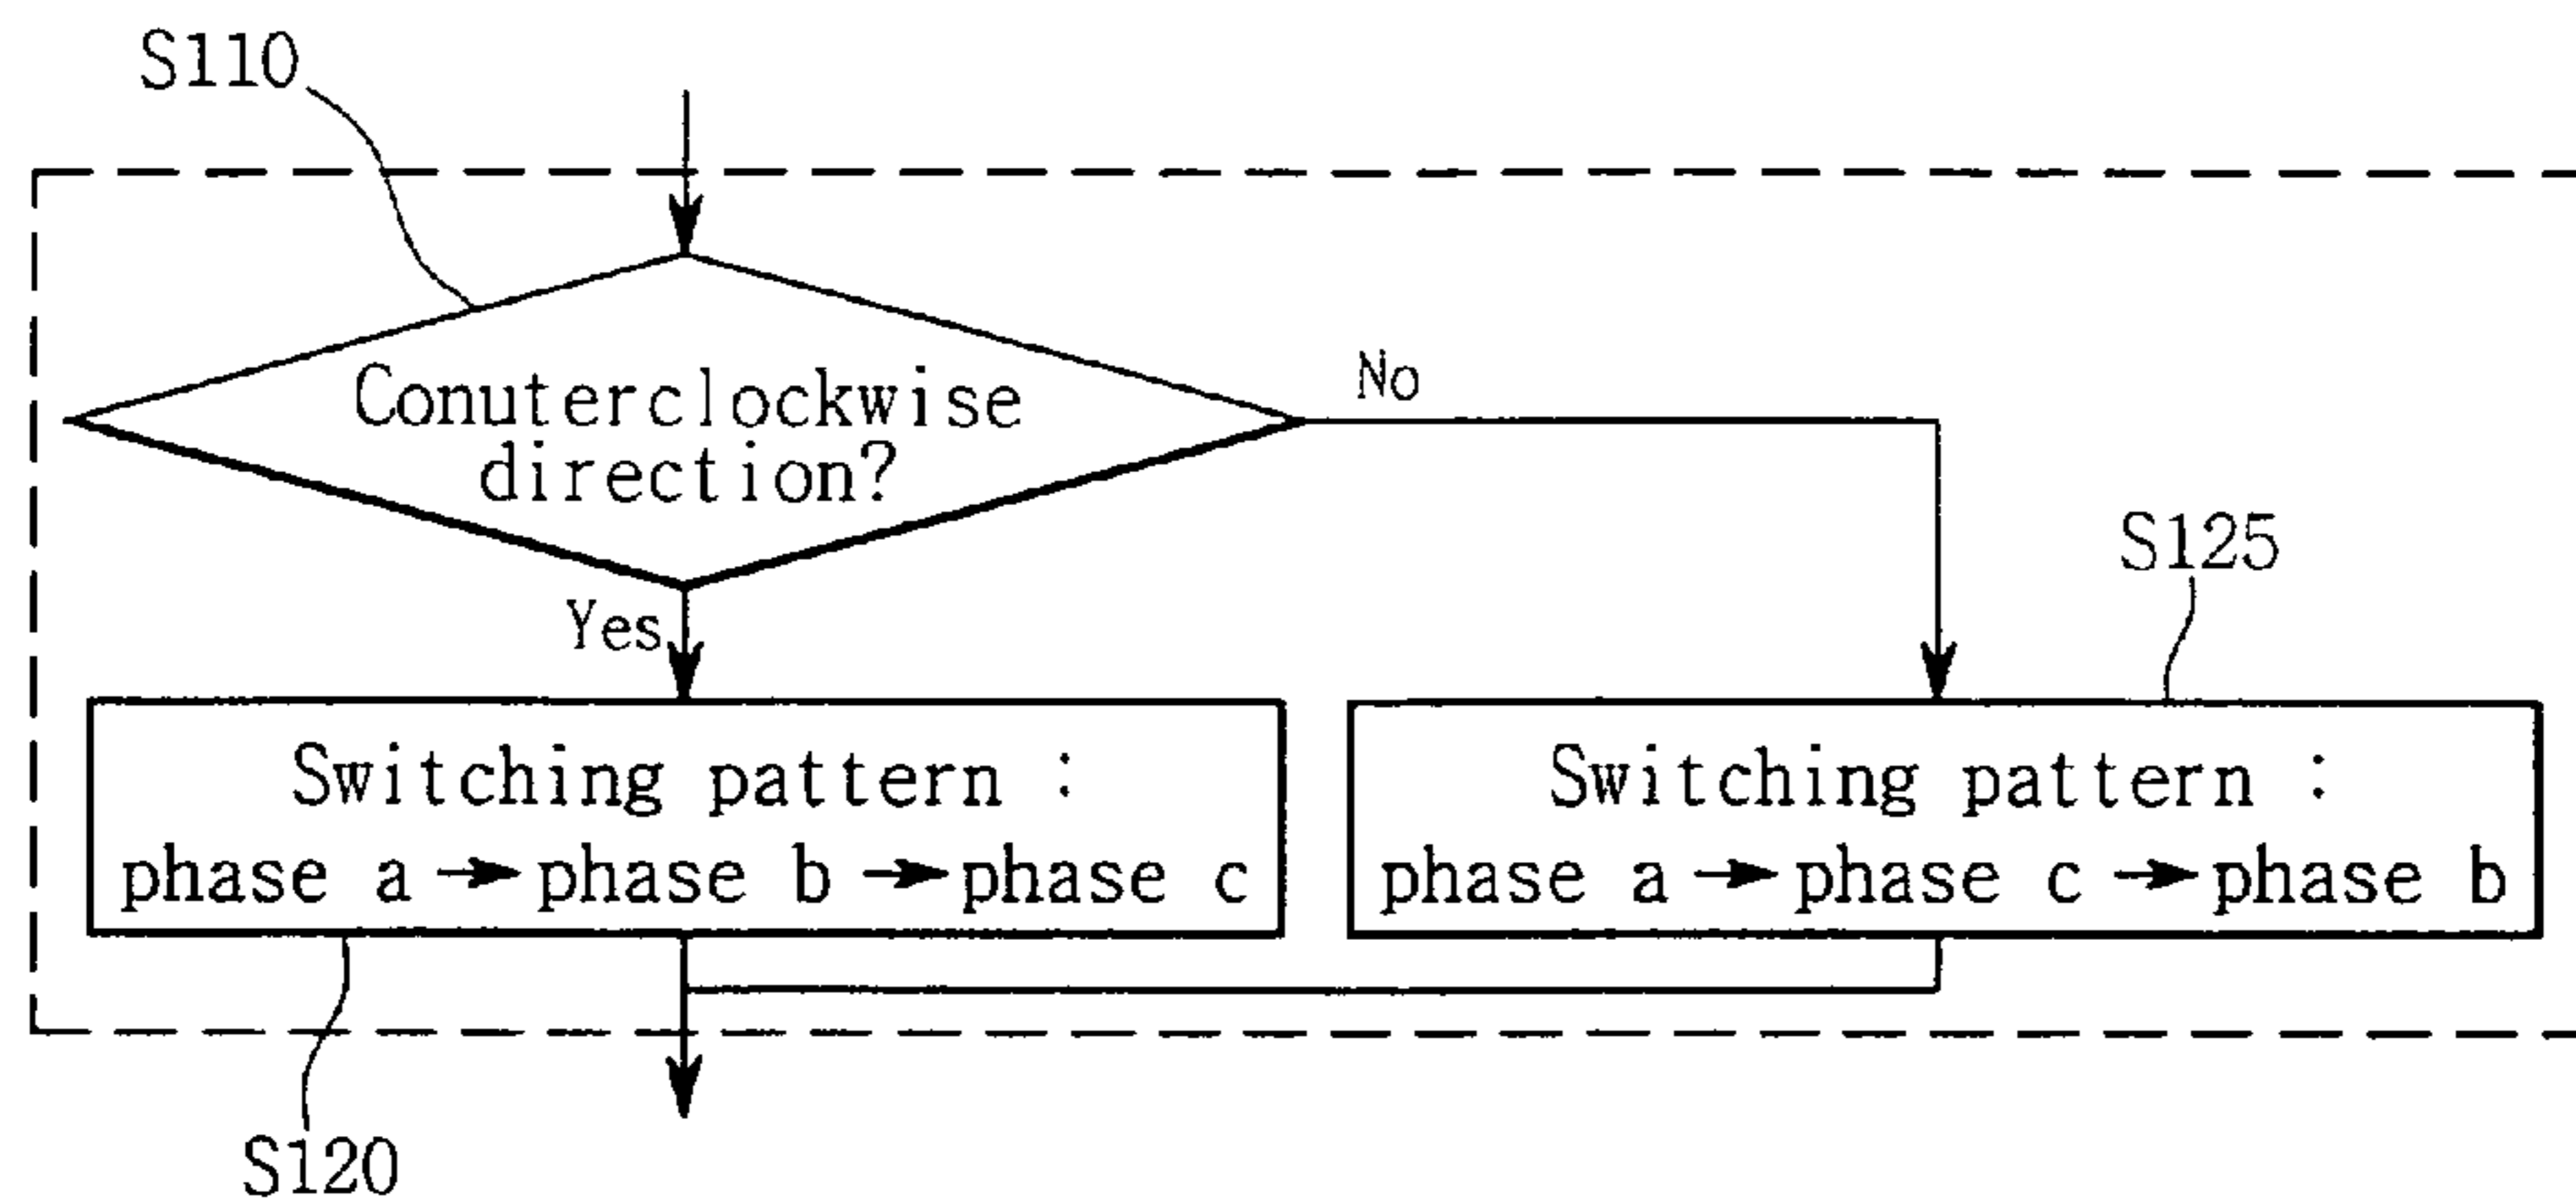 S110
Conuterclockwise
direction?
No
Yes
S125
Switching pattern :
phase a → phase b → phase c
Switching pattern :
phase a → phase c → phase b
S120